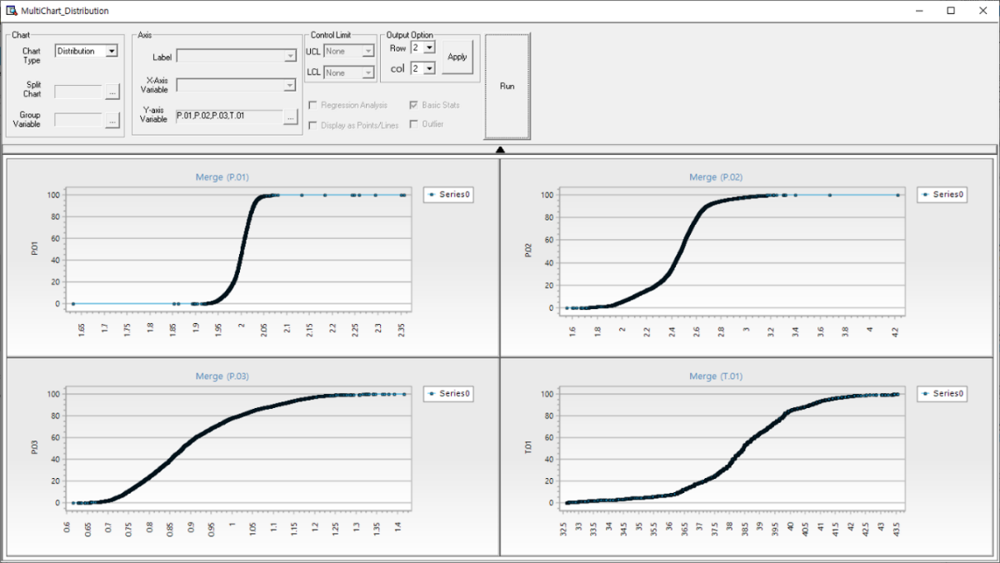 MultiChart_Distribution
Chart
Chart Type
Distribution
Split Chart
...
Group Variable
...
Axis
Label
X-Axis Variable
Y-axis Variable
P.01,P.02,P.03,T.01
...
Control Limit
UCL
None
LCL
None
Output Option
Row
2
col
2
Apply
Regression Analysis
Basic Stats
Display as Points/Lines
Outlier
Run
Merge (P.01)
Series0
P.01
100
80
60
40
20
0
1.65
1.7
1.75
1.8
1.85
1.9
1.95
2
2.05
2.1
2.15
2.2
2.25
2.3
2.35
Merge (P.02)
Series0
P.02
100
80
60
40
20
0
1.6
1.8
2
2.2
2.4
2.6
2.8
3
3.2
3.4
3.6
3.8
4
4.2
Merge (P.03)
Series0
P.03
100
80
60
40
20
0
0.6
0.65
0.7
0.75
0.8
0.85
0.9
0.95
1
1.05
1.1
1.15
1.2
1.25
1.3
1.35
1.4
Merge (T.01)
Series0
T.01
100
80
60
40
20
0
32.5
33
33.5
34
34.5
35
35.5
36
36.5
37
37.5
38
38.5
39
39.5
40
40.5
41
41.5
42
42.5
43
43.5